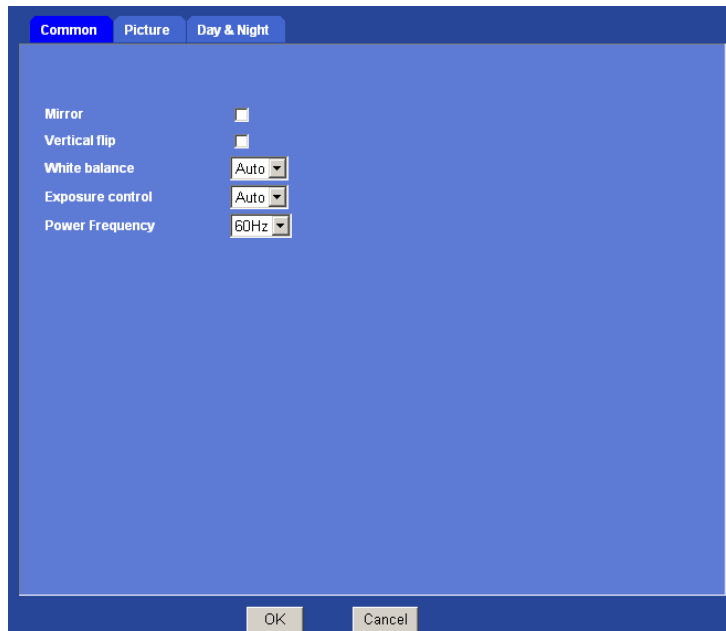 Common Picture Day & Night
Mirror
Vertical flip
White balance Auto
Exposure control Auto
Power Frequency 60Hz
OK Cancel